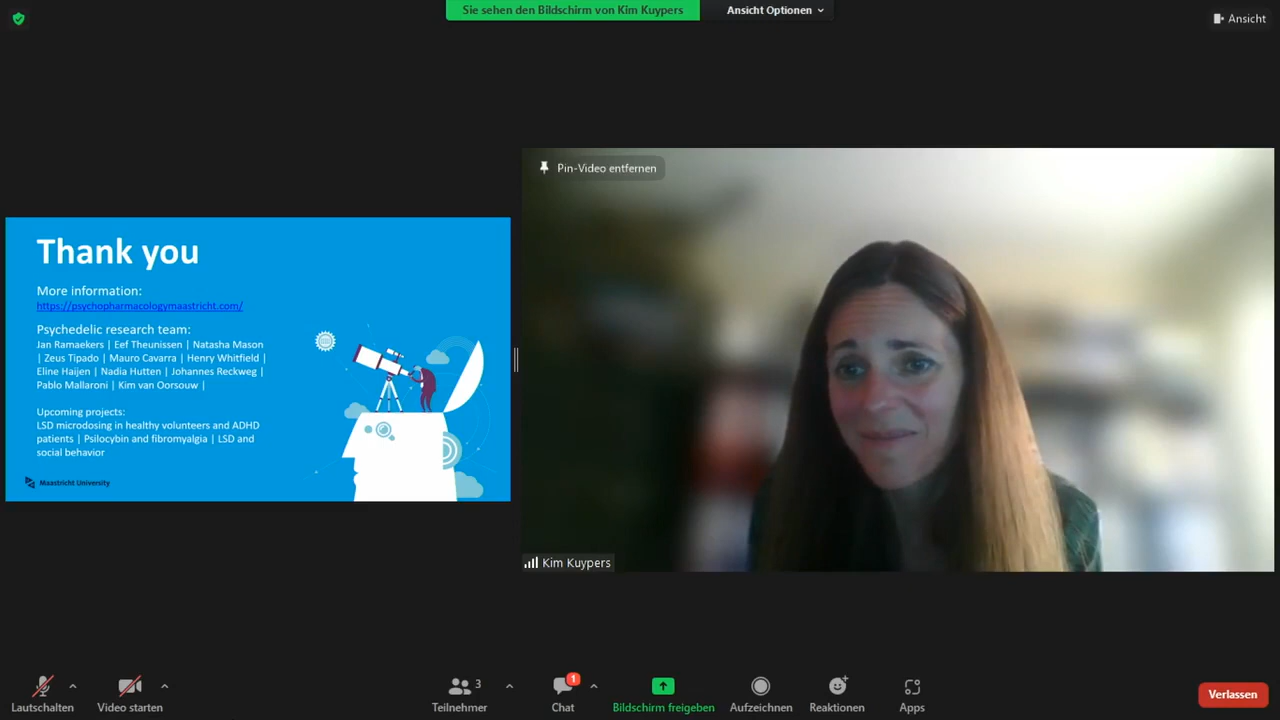 Sie sehen den Bildschirm von Kim Kuypers
Ansicht Optionen
Ansicht
Pin-Video entfernen
Thank you
More information:
https://psychopharmacologymaastricht.com/
Psychedelic research team:
Jan Ramaekers | Eef Theunissen | Natasha Mason
| Zeus Tipado | Mauro Cavarra | Henry Whitfield |
Eline Haijen | Nadia Hutten | Johannes Reckweg |
Pablo Mallaroni | Kim van Oorsouw |
Upcoming projects:
LSD microdosing in healthy volunteers and ADHD
patients | Psilocybin and fibromyalgia | LSD and
social behavior
Maastricht University
Kim Kuypers
Lautschalten
Video starten
3
Teilnehmer
1
Chat
Bildschirm freigeben
Aufzeichnen
Reaktionen
Apps
Verlassen